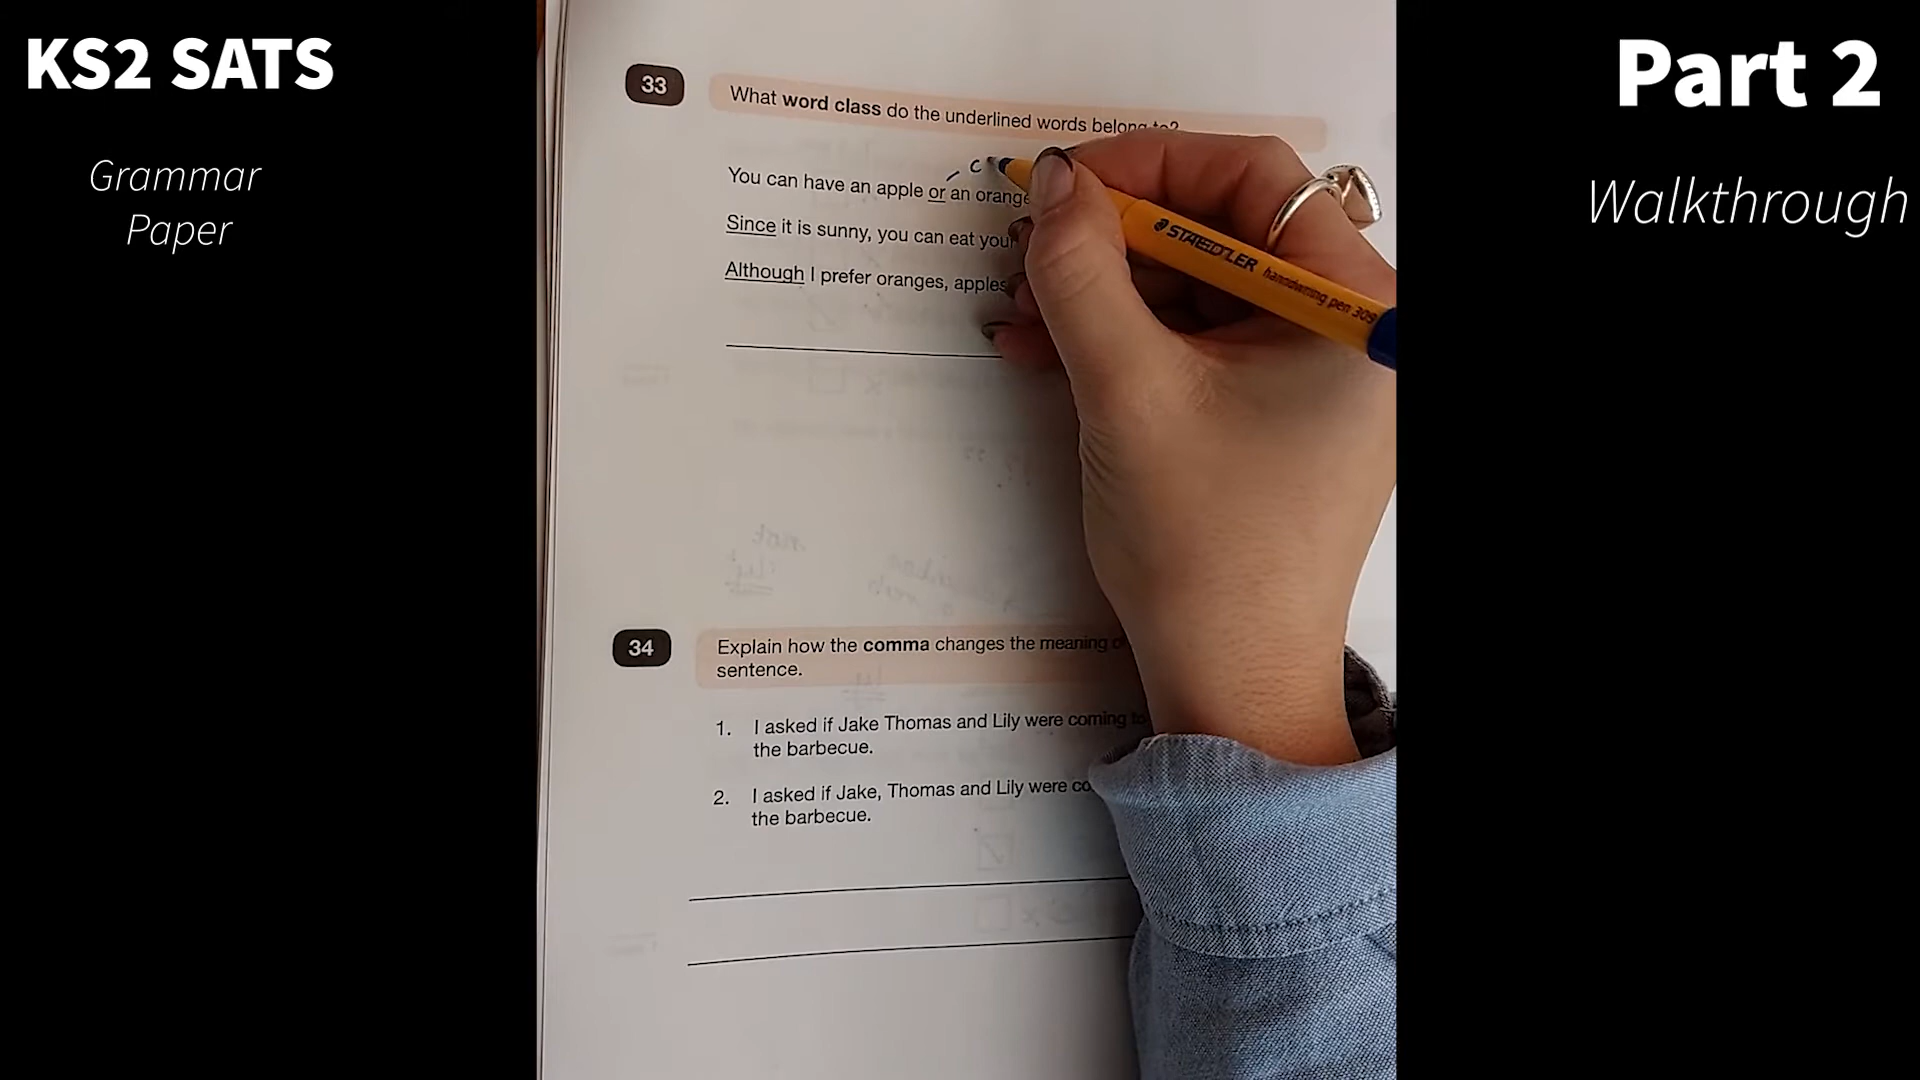 KS2 SATS
Grammar
Paper
Part 2
Walkthrough
33
What word class do the underlined words belong to?
c
You can have an apple or an orange
Since it is sunny, you can eat your
Although I prefer oranges, apples
STAEDTLER handwriting pen 309
34
Explain how the comma changes the meaning
sentence.
1. I asked if Jake Thomas and Lily were coming to
the barbecue.
2. I asked if Jake, Thomas and Lily were
the barbecue.